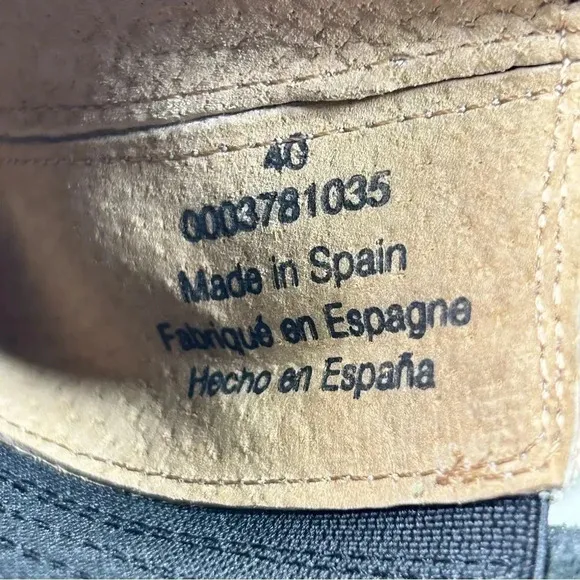 40
0003781035
Made in Spain
Fabriqué en Espagne
Hecho en España